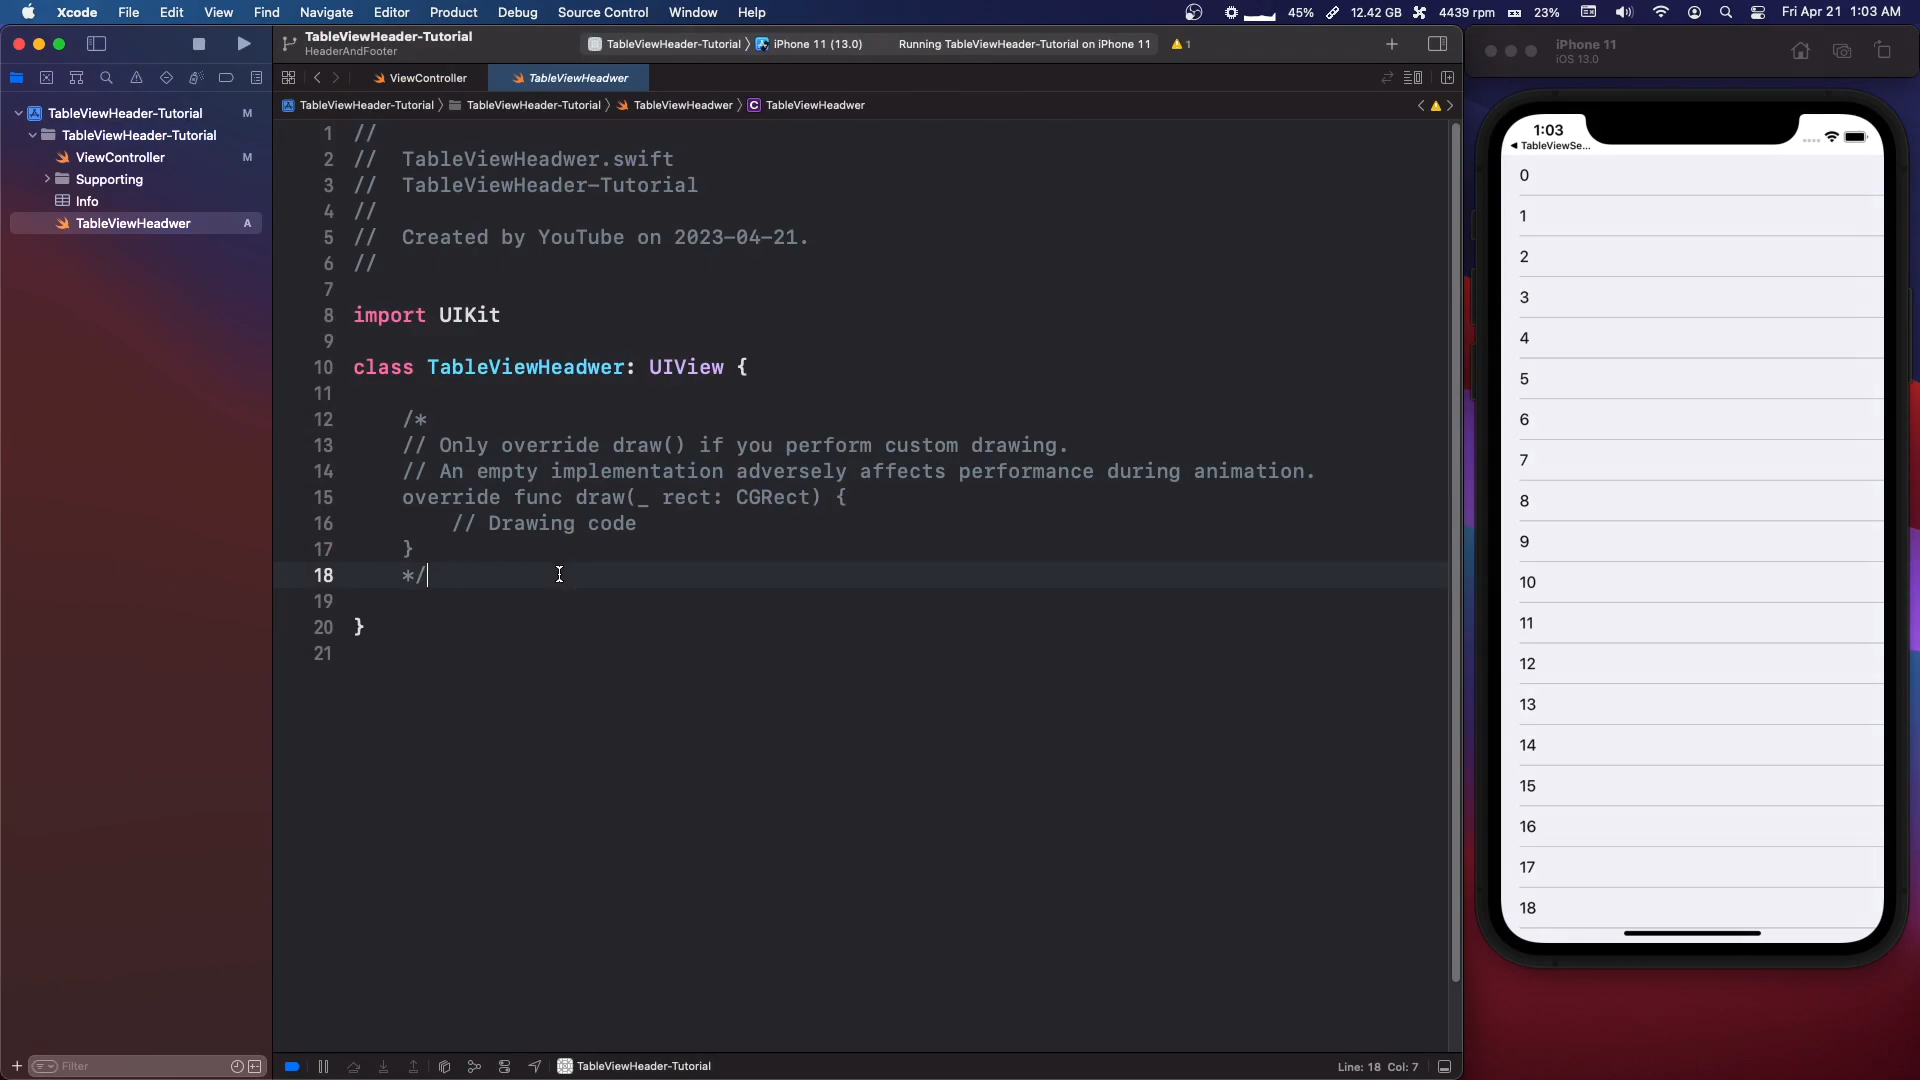 Xcode File Edit View Find Navigate Editor Product Debug Source Control Window Help 45% 12.42 GB 4439 rpm 23% Fri Apr 21 1:03 AM
TableViewHeader-Tutorial
HeaderAndFooter
TableViewHeader-Tutorial iPhone 11 (13.0) Running TableViewHeader-Tutorial on iPhone 11 1
ViewController TableViewHeadwer
TableViewHeader-Tutorial TableViewHeader-Tutorial TableViewHeadwer C TableViewHeadwer
TableViewHeader-Tutorial M
TableViewHeader-Tutorial
ViewController M
Supporting
Info
TableViewHeadwer A
Filter
1 //
2 // TableViewHeadwer.swift
3 // TableViewHeader-Tutorial
4 //
5 // Created by YouTube on 2023-04-21.
6 //
7
8 import UIKit
9
10 class TableViewHeadwer: UIView {
11
12 /*
13 // Only override draw() if you perform custom drawing.
14 // An empty implementation adversely affects performance during animation.
15 override func draw(_ rect: CGRect) {
16 // Drawing code
17 }
18 */
19
20 }
21
TableViewHeader-Tutorial
Line: 18 Col: 7
iPhone 11
iOS 13.0
1:03
TableViewSe...
0
1
2
3
4
5
6
7
8
9
10
11
12
13
14
15
16
17
18